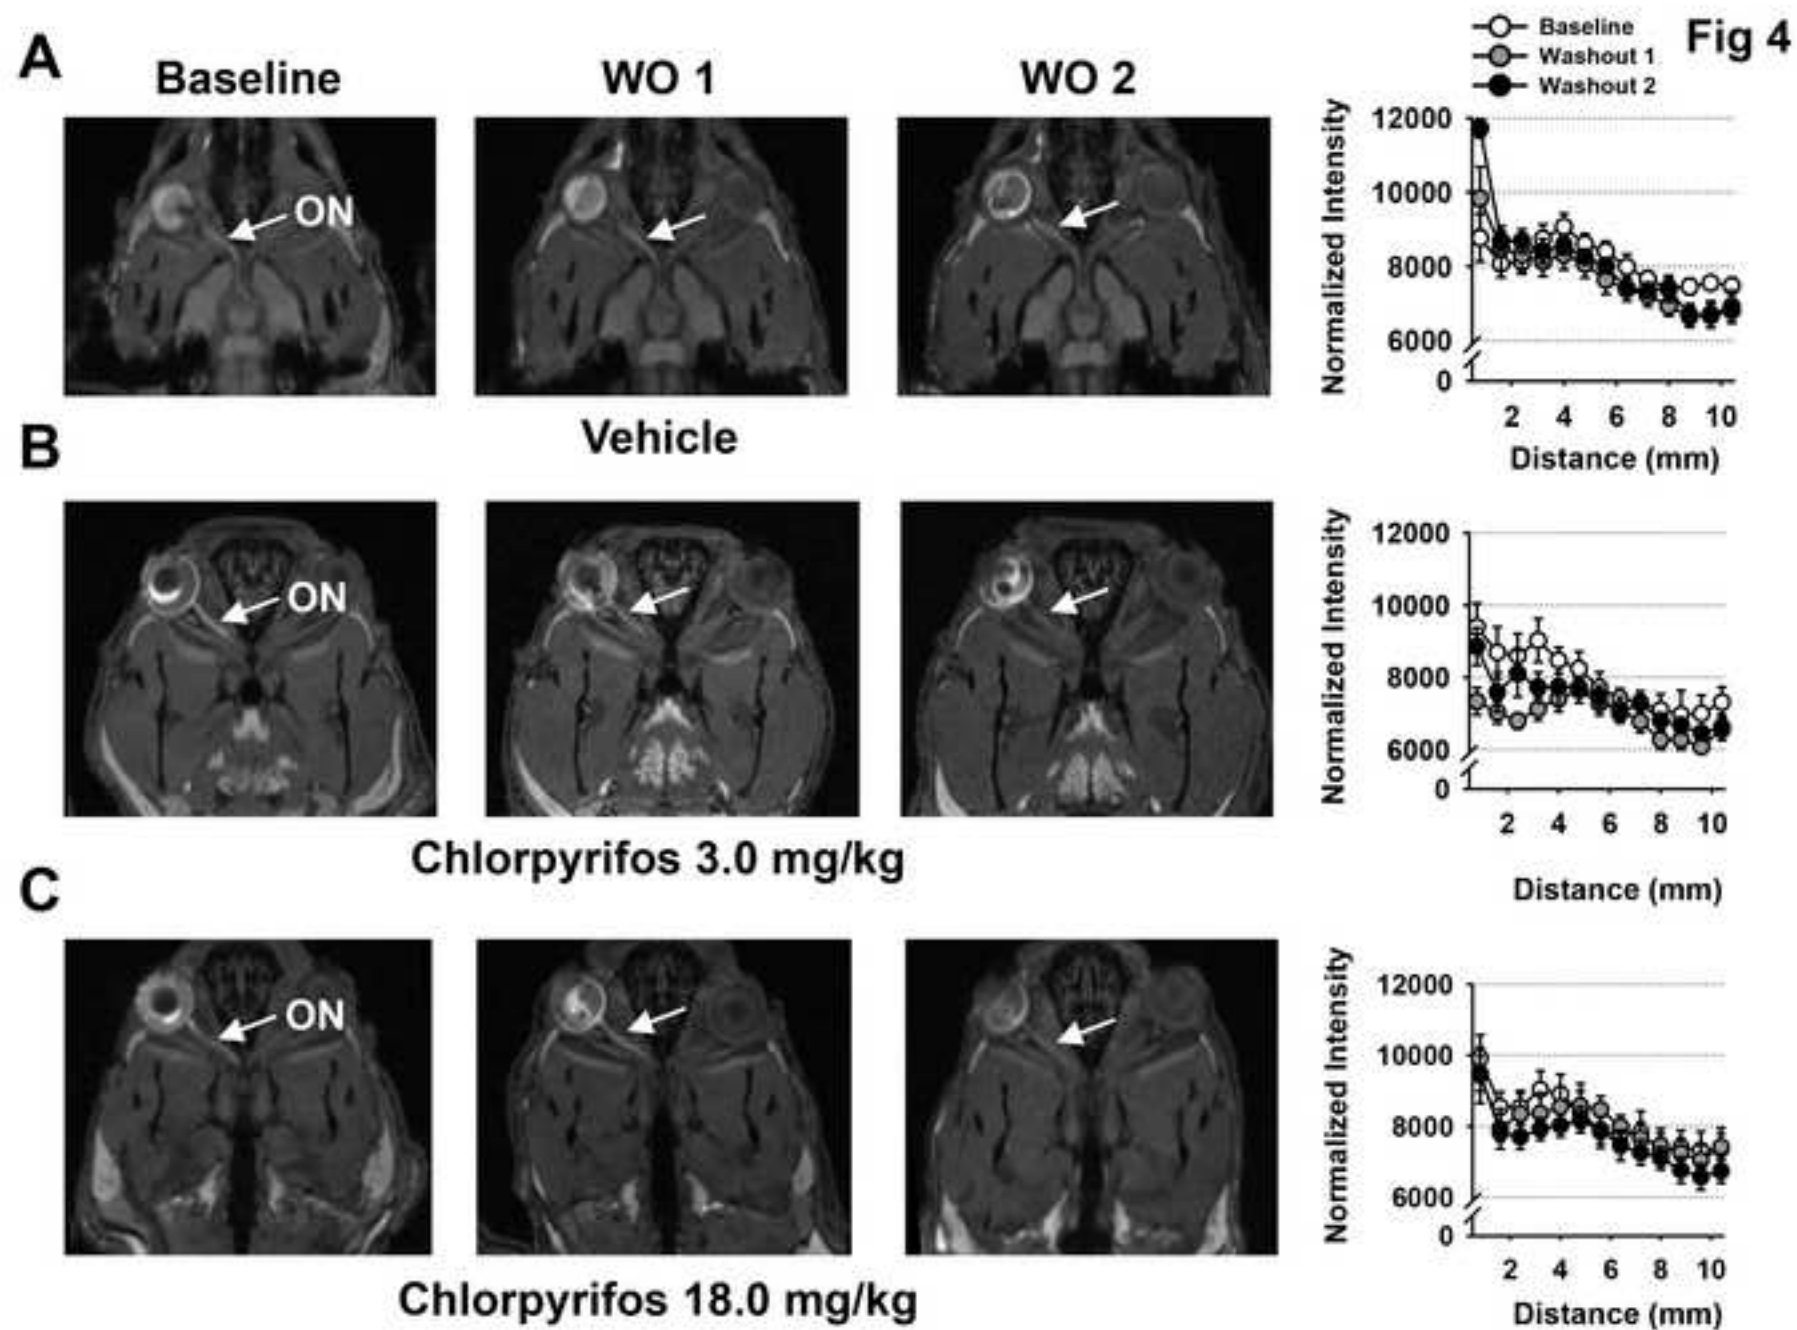 Fig 4
A
Baseline
WO 1
WO 2
Baseline
Washout 1
Washout 2
ON
Normalized Intensity
12000
10000
8000
6000
0
2 4 6 8 10
Distance (mm)
Vehicle
B
ON
Normalized Intensity
12000
10000
8000
6000
0
2 4 6 8 10
Distance (mm)
Chlorpyrifos 3.0 mg/kg
C
ON
Normalized Intensity
12000
10000
8000
6000
0
2 4 6 8 10
Distance (mm)
Chlorpyrifos 18.0 mg/kg